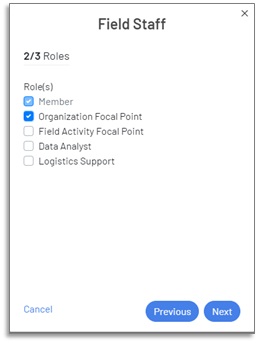 Field Staff
2/3 Roles
Role(s)
Member
Organization Focal Point
Field Activity Focal Point
Data Analyst
Logistics Support
Cancel
Previous
Next